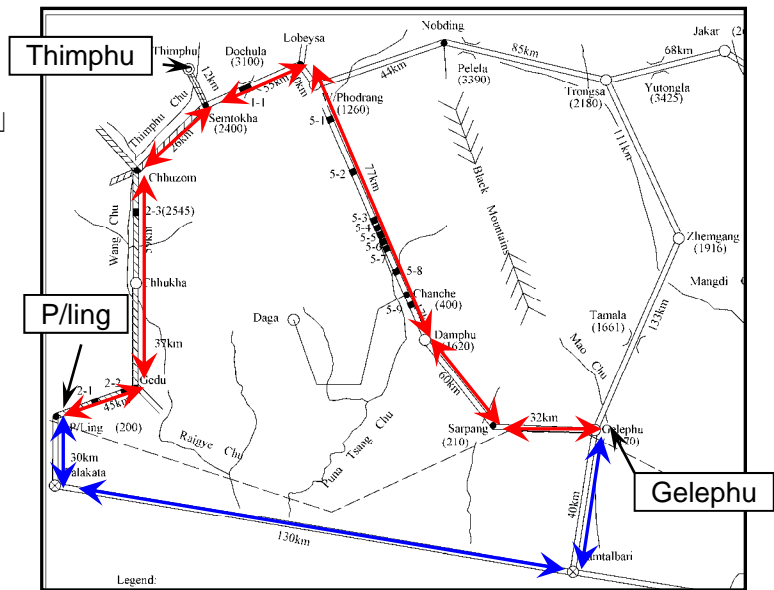 Nobding
Lobeysa
Jakar
Dochula
(3100)
Thimphu
Thimphu
85km
68km
44km
Pelela
(3390)
Trongsa
(2180)
Yutongla
(3425)
12km
55km
1-1
W/Phodrang
(1260)
Thimphu Chu
Semtokha
(2400)
26km
5-1
77km
111km
Chhuzom
5-2
Black Mountains
2-3(2545)
Wang Chu
5-3
5-4
5-5
5-6
5-7
Zhemgang
(1916)
5-8
Chhukha
Chanche
(400)
Mangdi
P/ling
Daga
5-9
Tamala
(1661)
133km
Damphu
1620)
Mao Chu
37km
Gedu
2-1
2-2
45km
60km
P/Ling (200)
Raigye Chu
Puna Tsang Chu
Sarpang
(210)
32km
Gelephu
70)
30km
alakata
Gelephu
40km
130km
mtalbari
Legend: